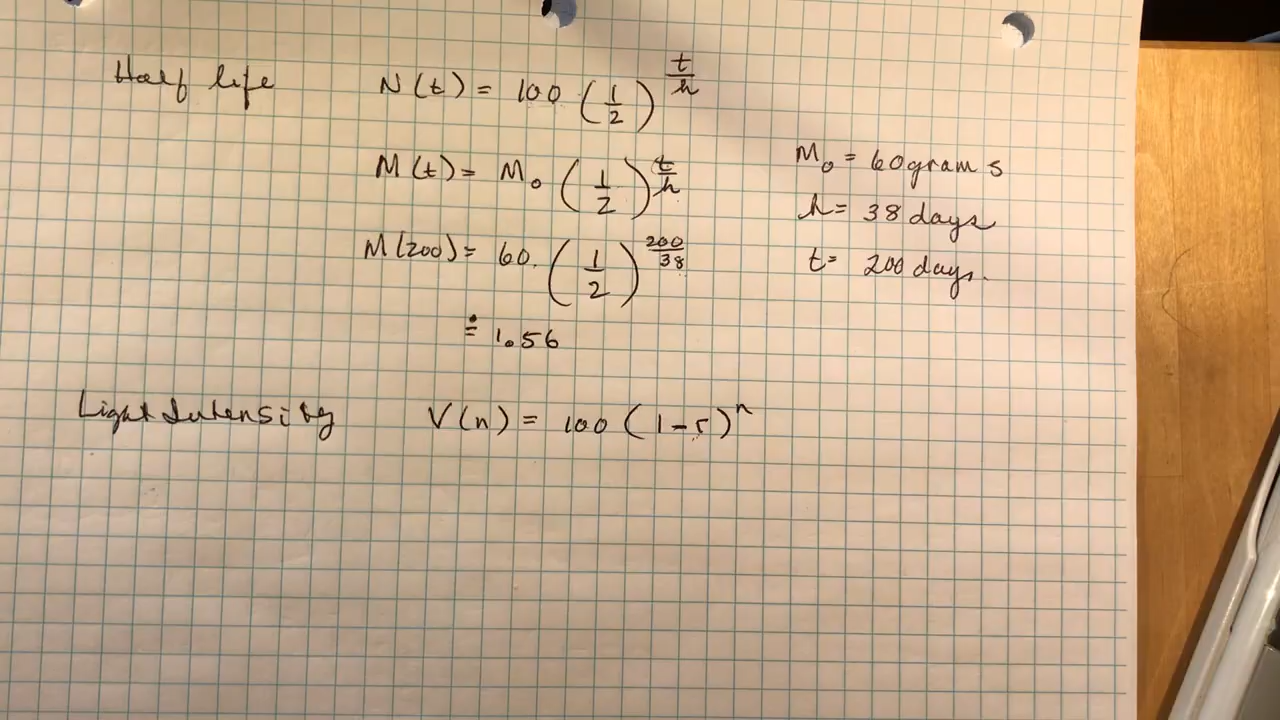 Half life N(t) = 100 (1/2)^(t/h)
M(t) = M₀ (1/2)^(t/h) M₀ = 60 grams
h = 38 days
M(200) = 60. (1/2)^(200/38) t = 200 days.
≐ 1.56
Light Intensity V(n) = 100 (1-r)^n